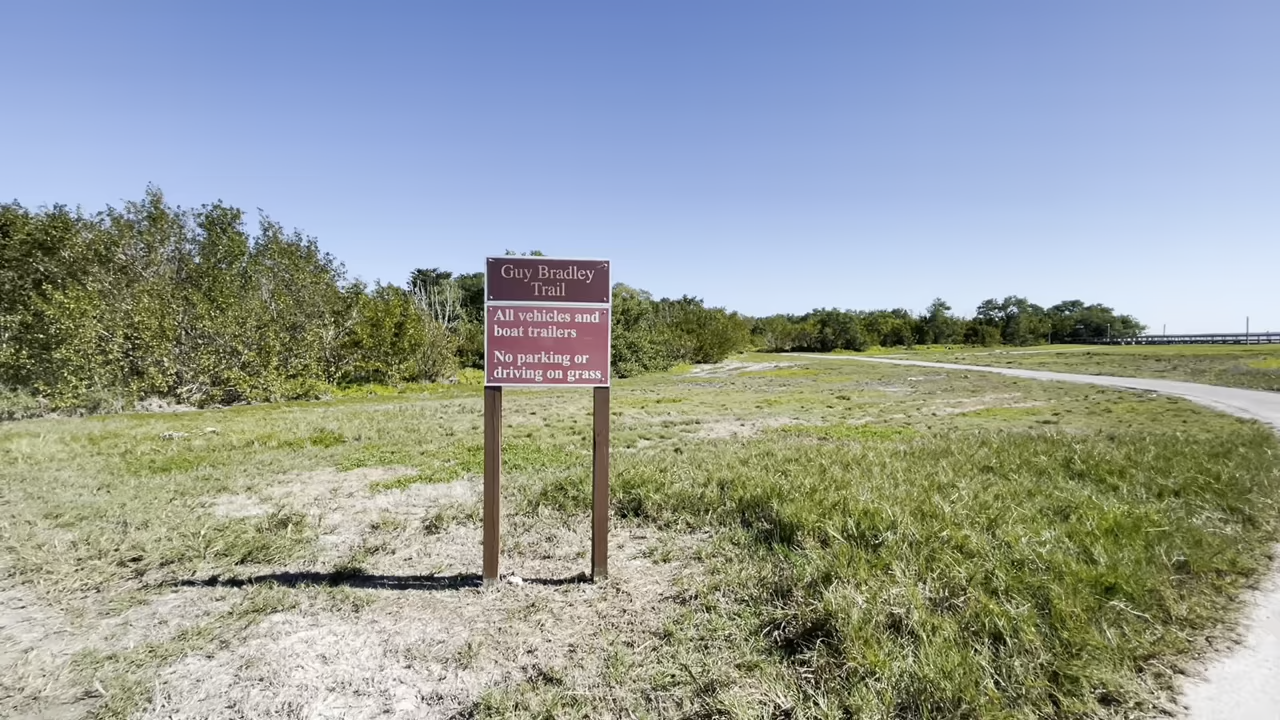 Guy Bradley
Trail
All vehicles and
boat trailers
No parking or
driving on grass